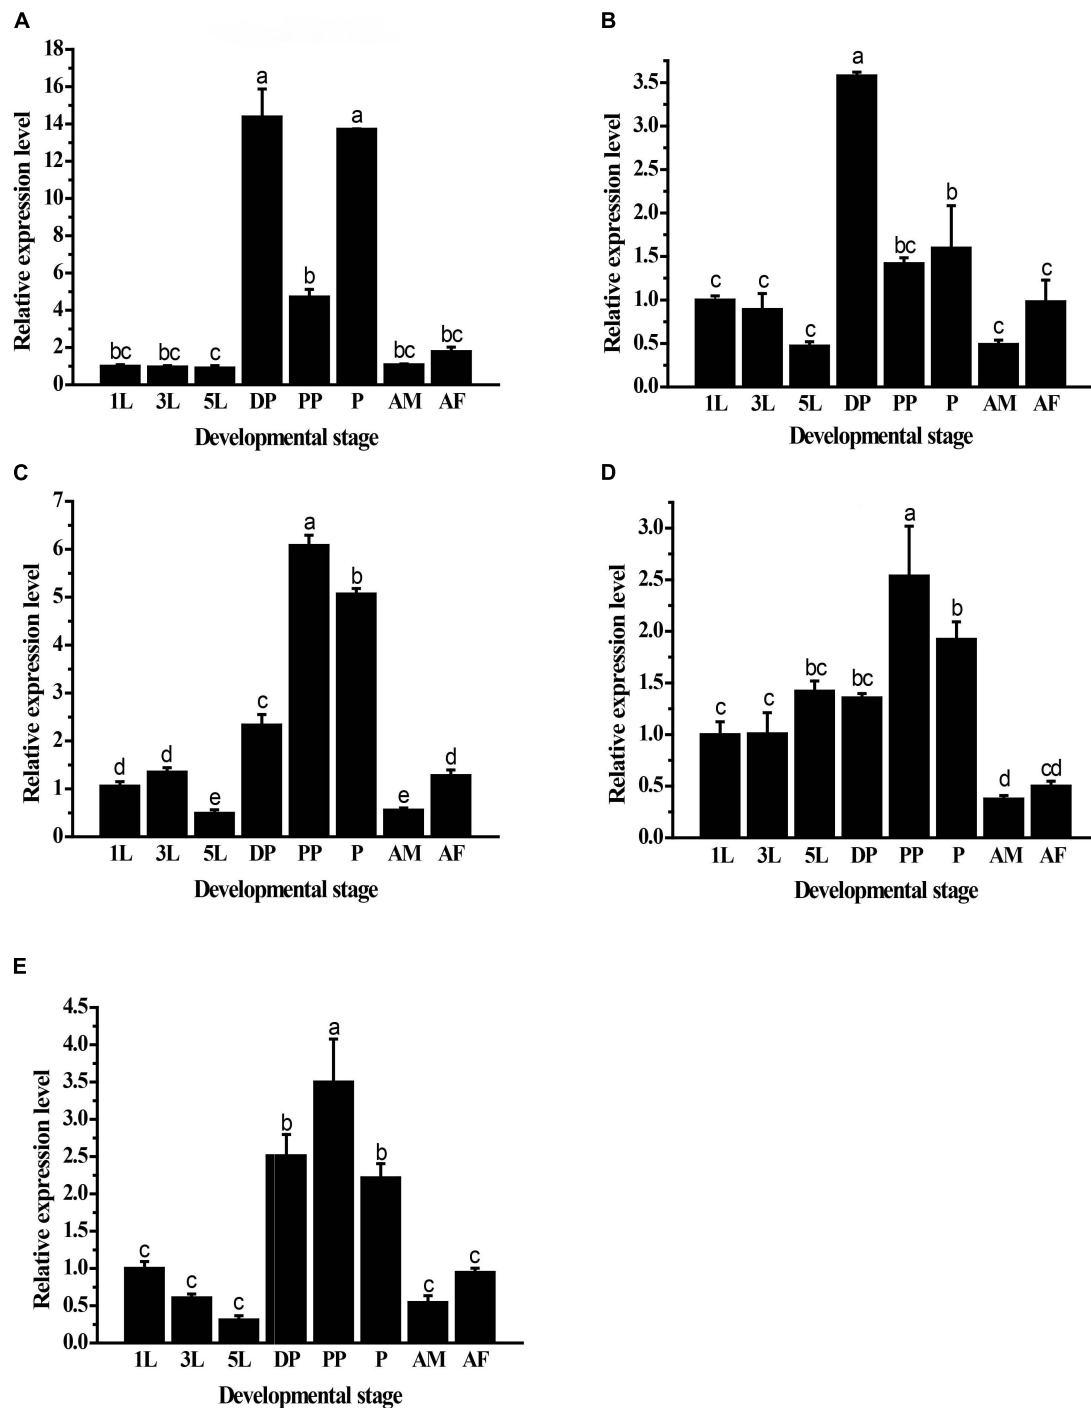 A
Relative expression level
18
16
14
12
10
8
6
4
2
0
bc bc c a b a bc bc
1L 3L 5L DP PP P AM AF
Developmental stage
B
Relative expression level
3.5
3.0
2.5
2.0
1.5
1.0
0.5
0.0
c c c a bc b c c
1L 3L 5L DP PP P AM AF
Developmental stage
C
Relative expression level
7
6
5
4
3
2
1
0
d d e c a b e d
1L 3L 5L DP PP P AM AF
Developmental stage
D
Relative expression level
3.0
2.5
2.0
1.5
1.0
0.5
0.0
c c bc bc a b d cd
1L 3L 5L DP PP P AM AF
Developmental stage
E
Relative expression level
4.5
4.0
3.5
3.0
2.5
2.0
1.5
1.0
0.5
0.0
c c c b a b c c
1L 3L 5L DP PP P AM AF
Developmental stage